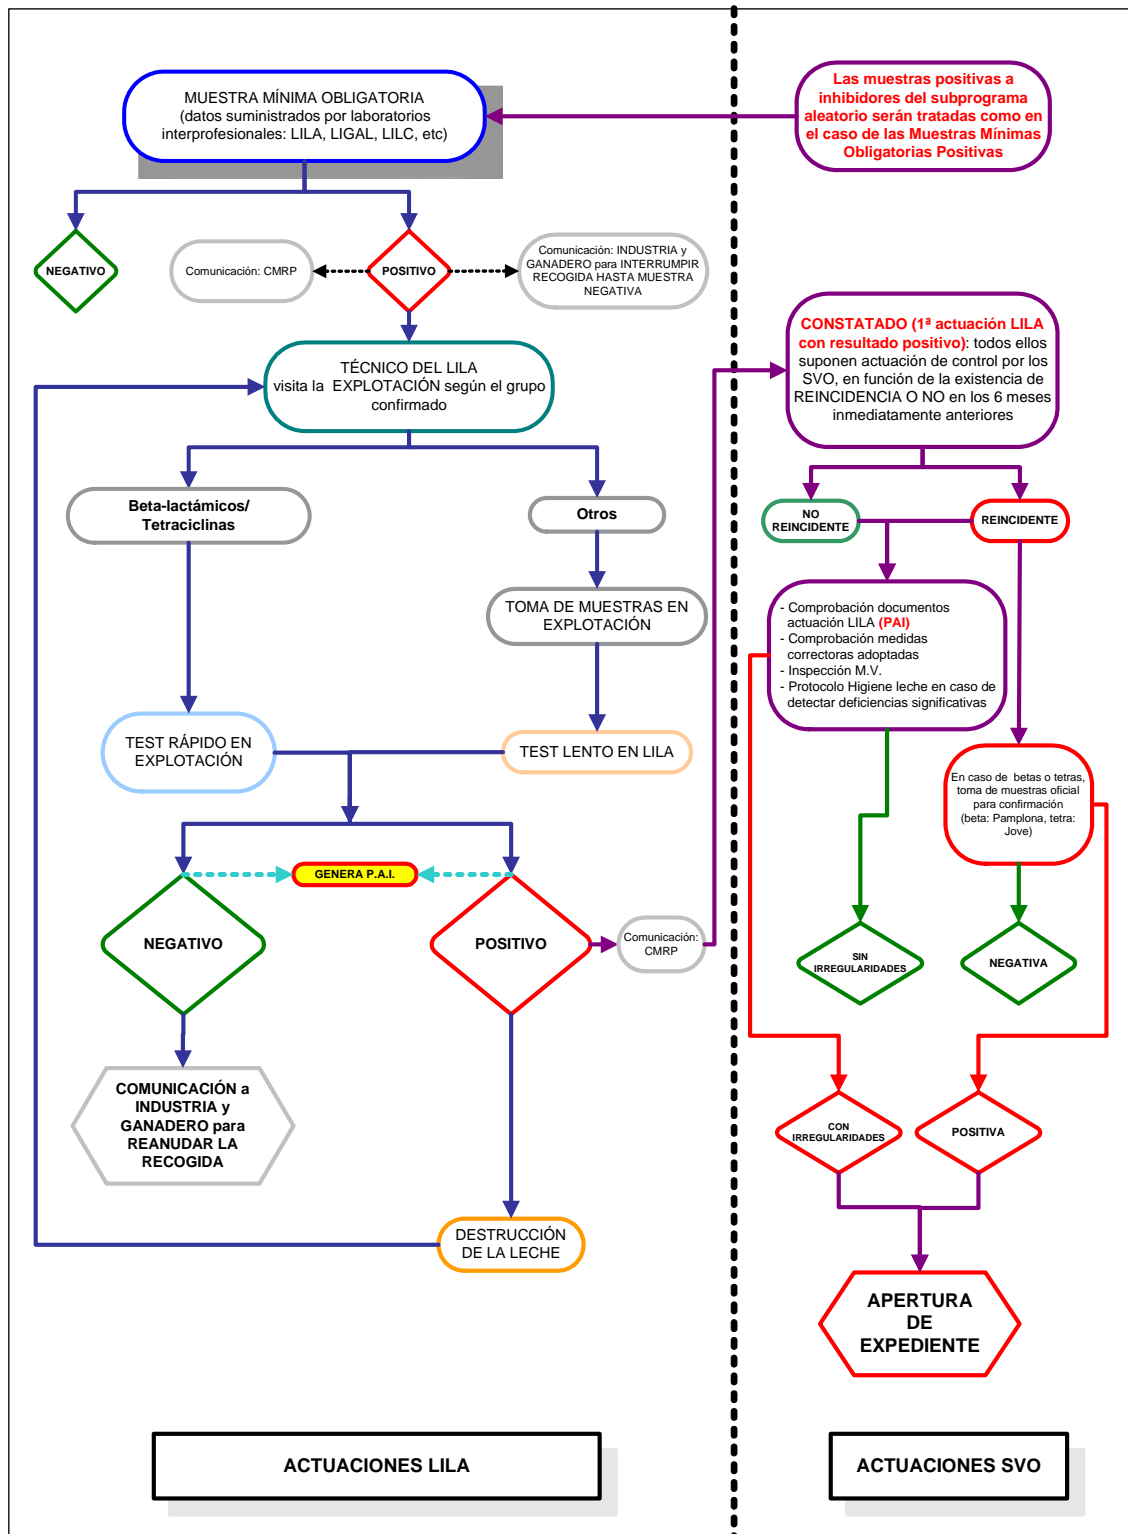 MUESTRA MÍNIMA OBLIGATORIA
(datos suministrados por laboratorios
interprofesionales: LILA, LIGAL, LILC, etc)
Las muestras positivas a
inhibidores del subprograma
aleatorio serán tratadas como en
el caso de las Muestras Mínimas
Obligatorias Positivas
NEGATIVO
Comunicación: CMRP
POSITIVO
Comunicación: INDUSTRIA y
GANADERO para INTERRUMPIR
RECOGIDA HASTA MUESTRA
NEGATIVA
TÉCNICO DEL LILA
visita la EXPLOTACIÓN según el grupo
confirmado
CONSTATADO (1ª actuación LILA
con resultado positivo): todos ellos
suponen actuación de control por los
SVO, en función de la existencia de
REINCIDENCIA O NO en los 6 meses
inmediatamente anteriores
Beta-lactámicos/
Tetraciclinas
Otros
NO
REINCIDENTE
REINCIDENTE
TOMA DE MUESTRAS EN
EXPLOTACIÓN
- Comprobación documentos
actuación LILA (PAI)
- Comprobación medidas
correctoras adoptadas
- Inspección M.V.
- Protocolo Higiene leche en caso de
detectar deficiencias significativas
TEST RÁPIDO EN
EXPLOTACIÓN
TEST LENTO EN LILA
En caso de betas o tetras,
toma de muestras oficial
para confirmación
(beta: Pamplona, tetra:
Jove)
GENERA P.A.I.
NEGATIVO
POSITIVO
Comunicación:
CMRP
SIN
IRREGULARIDADES
NEGATIVA
COMUNICACIÓN a
INDUSTRIA y
GANADERO para
REANUDAR LA
RECOGIDA
CON
IRREGULARIDADES
POSITIVA
DESTRUCCIÓN
DE LA LECHE
APERTURA
DE
EXPEDIENTE
ACTUACIONES LILA
ACTUACIONES SVO